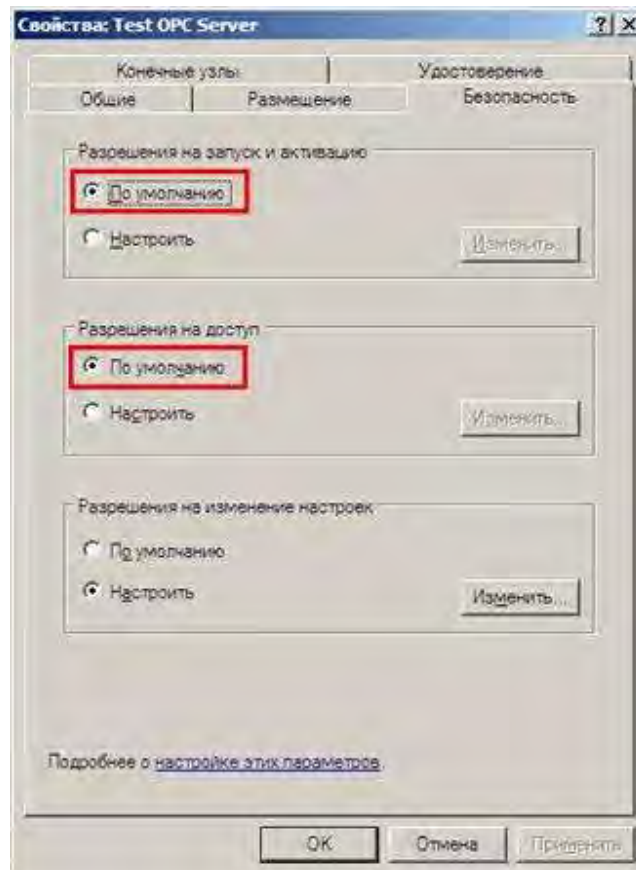 Свойства: Test OPC Server
Конечные узлы
Удостоверение
Общие
Размещение
Безопасность
Разрешения на запуск и активацию
По умолчанию
Настроить
Изменить...
Разрешения на доступ
По умолчанию
Настроить
Изменить...
Разрешения на изменение настроек
По умолчанию
Настроить
Изменить...
Подробнее о настройке этих параметров.
OK
Отмена
Применить